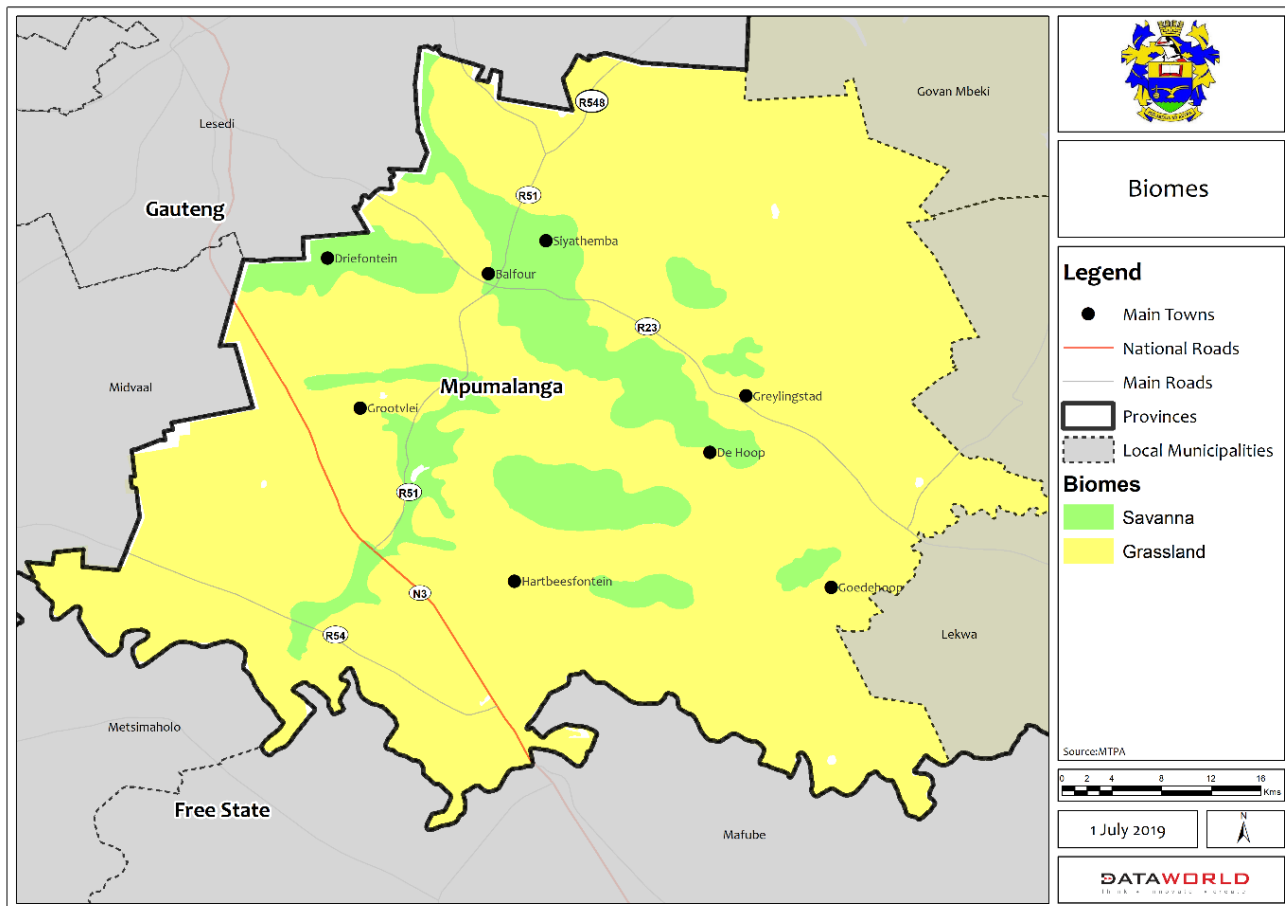 Govan Mbeki
R548
Lesedi
R51
Gauteng
Siyathemba
Driefontein
Balfour
R23
Midvaal
Mpumalanga
Greylingstad
Grootvlei
De Hoop
R51
Hartbeesfontein
Goedehoop
N3
R54
Lekwa
Metsimaholo
Free State
Mafube
Biomes
Legend
Main Towns
National Roads
Main Roads
Provinces
Local Municipalities
Biomes
Savanna
Grassland
Source:MTPA
0 2 4 8 12 16
Kms
1 July 2019
N
DATAWORLD